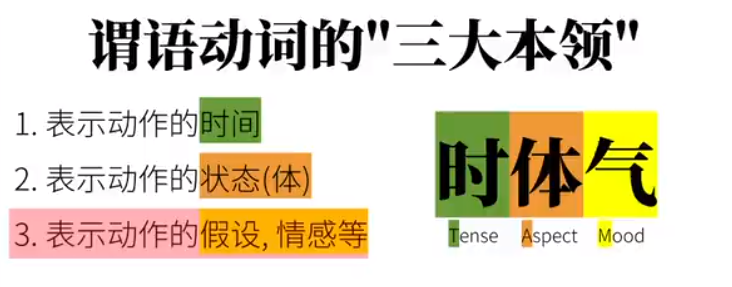 谓语动词的"三大本领"
1. 表示动作的时间
2. 表示动作的状态(体)
3. 表示动作的假设, 情感等
时体气
Tense Aspect Mood